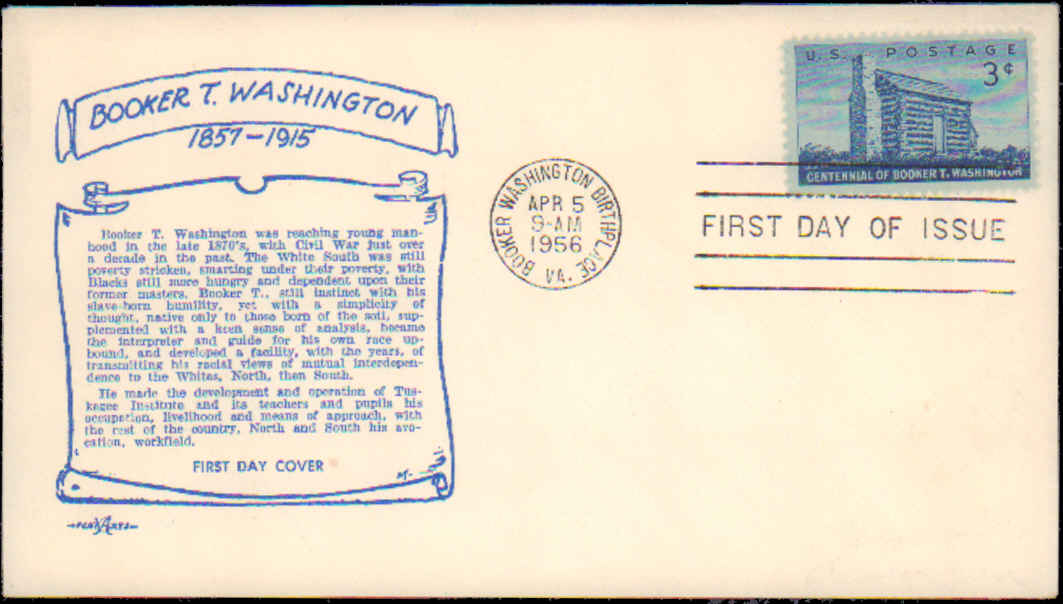 BOOKER T. WASHINGTON
1857-1915
Booker T. Washington was reaching young man-
hood in the late 1870's, with Civil War just over
a decade in the past. The White South was still
poverty stricken, smarting under their poverty, with
Blacks still more hungry and dependent upon their
former masters. Booker T., still instinct with his
slave-born humility, yet with a simplicity of
thought, native only to those born of the soil, sup-
plemented with a keen sense of analysis, became
the interpreter and guide for his own race up-
bound, and developed a facility, with the years, of
transmitting his racial views of mutual interdepen-
dence to the Whites, North, then South.
He made the development and operation of Tus-
kegee Institute and its teachers and pupils his
occupation, livelihood and means of approach, with
the rest of the country, North and South his avo-
cation, workfield.
FIRST DAY COVER
PENT ARTS
BOOKER WASHINGTON BIRTHPLACE
APR 5
9-AM
1956
VA.
U.S. POSTAGE
3¢
CENTENNIAL OF BOOKER T. WASHINGTON
FIRST DAY OF ISSUE